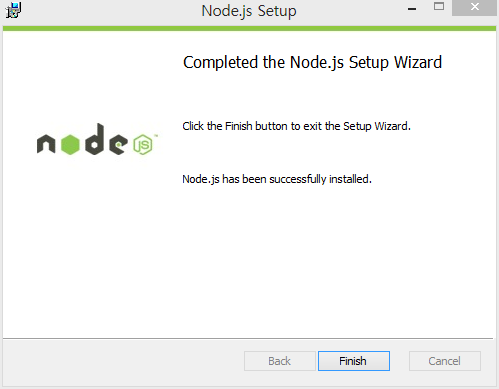 Node.js Setup
Completed the Node.js Setup Wizard
node JS™
Click the Finish button to exit the Setup Wizard.
Node.js has been successfully installed.
Back
Finish
Cancel